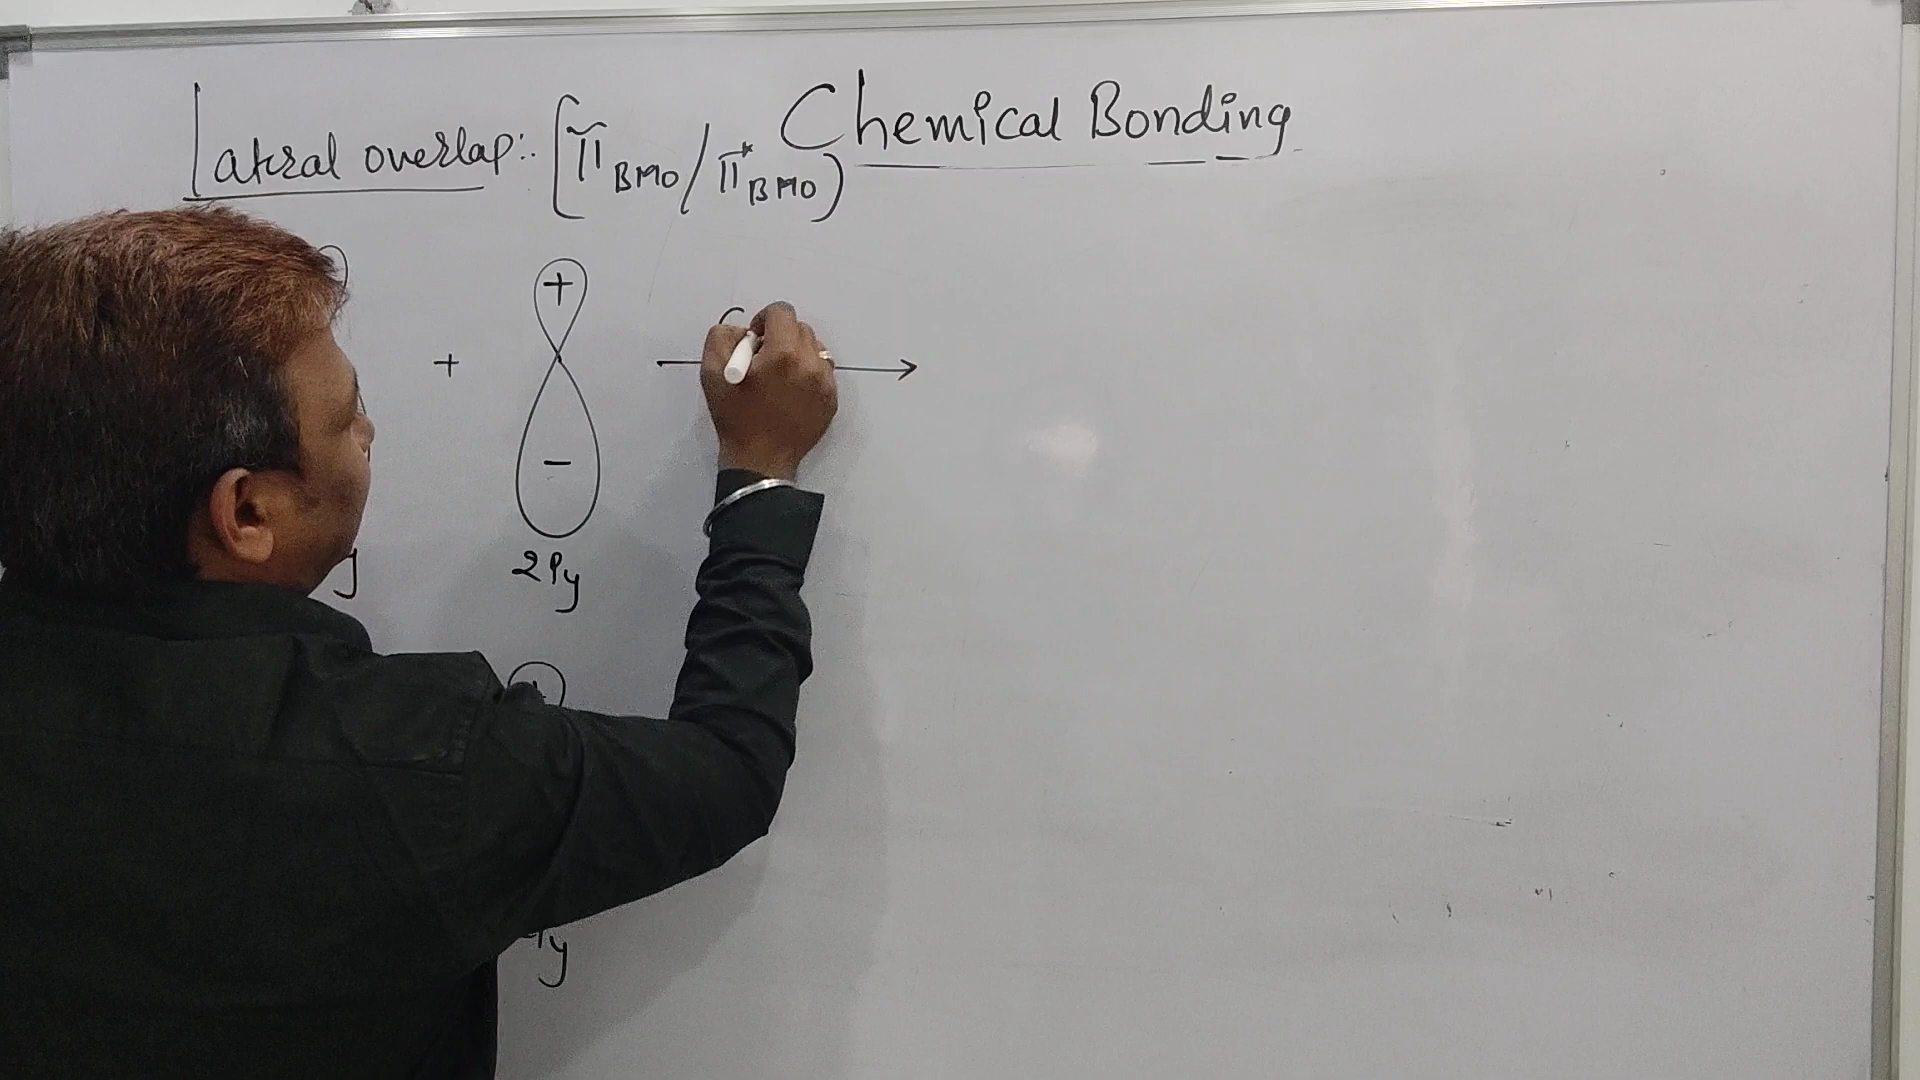 Chemical Bonding
Lateral overlap:- [π BMO / π* BMO)
+
+
-
2Py
y
+
y